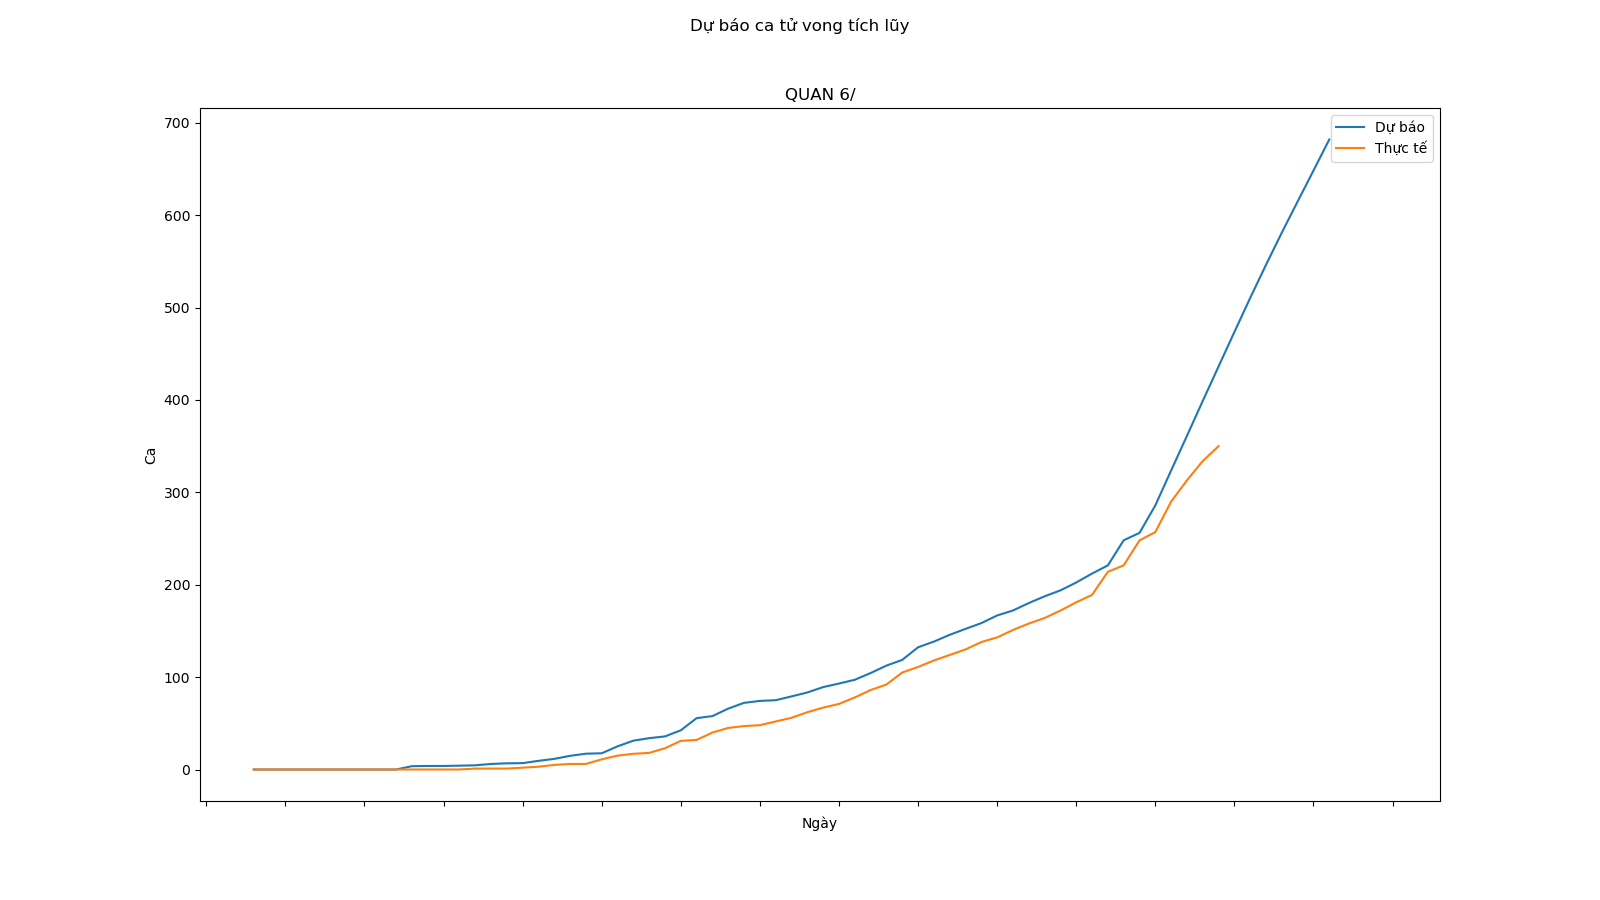 Dự báo ca tử vong tích lũy
QUAN 6/
Dự báo
Thực tế
700
600
500
400
300
200
100
0
Ca
Ngày